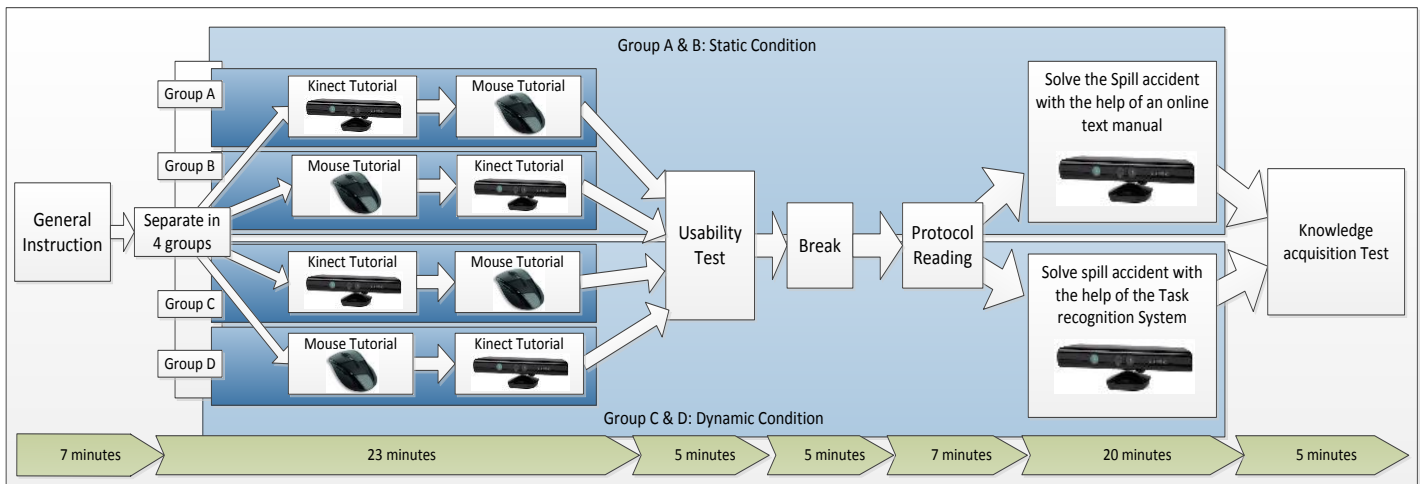 Group A & B: Static Condition
Group A
Kinect Tutorial
Mouse Tutorial
Group B
Mouse Tutorial
Kinect Tutorial
General
Instruction
Separate in
4 groups
Kinect Tutorial
Mouse Tutorial
Group C
Mouse Tutorial
Kinect Tutorial
Group D
Usability
Test
Break
Protocol
Reading
Solve the Spill accident
with the help of an online
text manual
Solve spill accident with
the help of the Task
recognition System
Knowledge
acquisition Test
Group C & D: Dynamic Condition
7 minutes
23 minutes
5 minutes
5 minutes
7 minutes
20 minutes
5 minutes